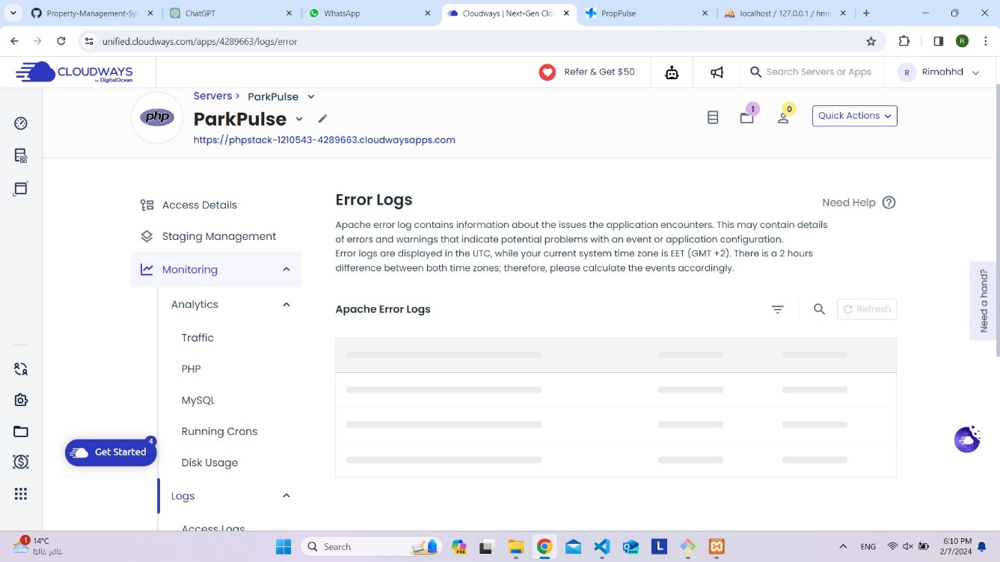 Property-Management-Sys
ChatGPT
WhatsApp
Cloudways | Next-Gen Clou
PropPulse
localhost / 127.0.0.1 / hmis
unified.cloudways.com/apps/4289663/logs/error
R
CLOUDWAYS
by DigitalOcean
Refer & Get $50
Search Servers or Apps
R
Rimahhd
php
Servers >
ParkPulse
ParkPulse
https://phpstack-1210543-4289663.cloudwaysapps.com
1
0
Quick Actions
Access Details
Staging Management
Monitoring
Analytics
Traffic
PHP
MySQL
Running Crons
Disk Usage
Logs
Access Logs
Get Started
4
Error Logs
Need Help
Apache error log contains information about the issues the application encounters. This may contain details
of errors and warnings that indicate potential problems with an event or application configuration.
Error logs are displayed in the UTC, while your current system time zone is EET (GMT +2). There is a 2 hours
difference between both time zones; therefore, please calculate the events accordingly.
Apache Error Logs
Refresh
Need a hand?
1
14°C
غائم غالبًا
Search
PRE
NEW
L
ENG
6:10 PM
2/7/2024